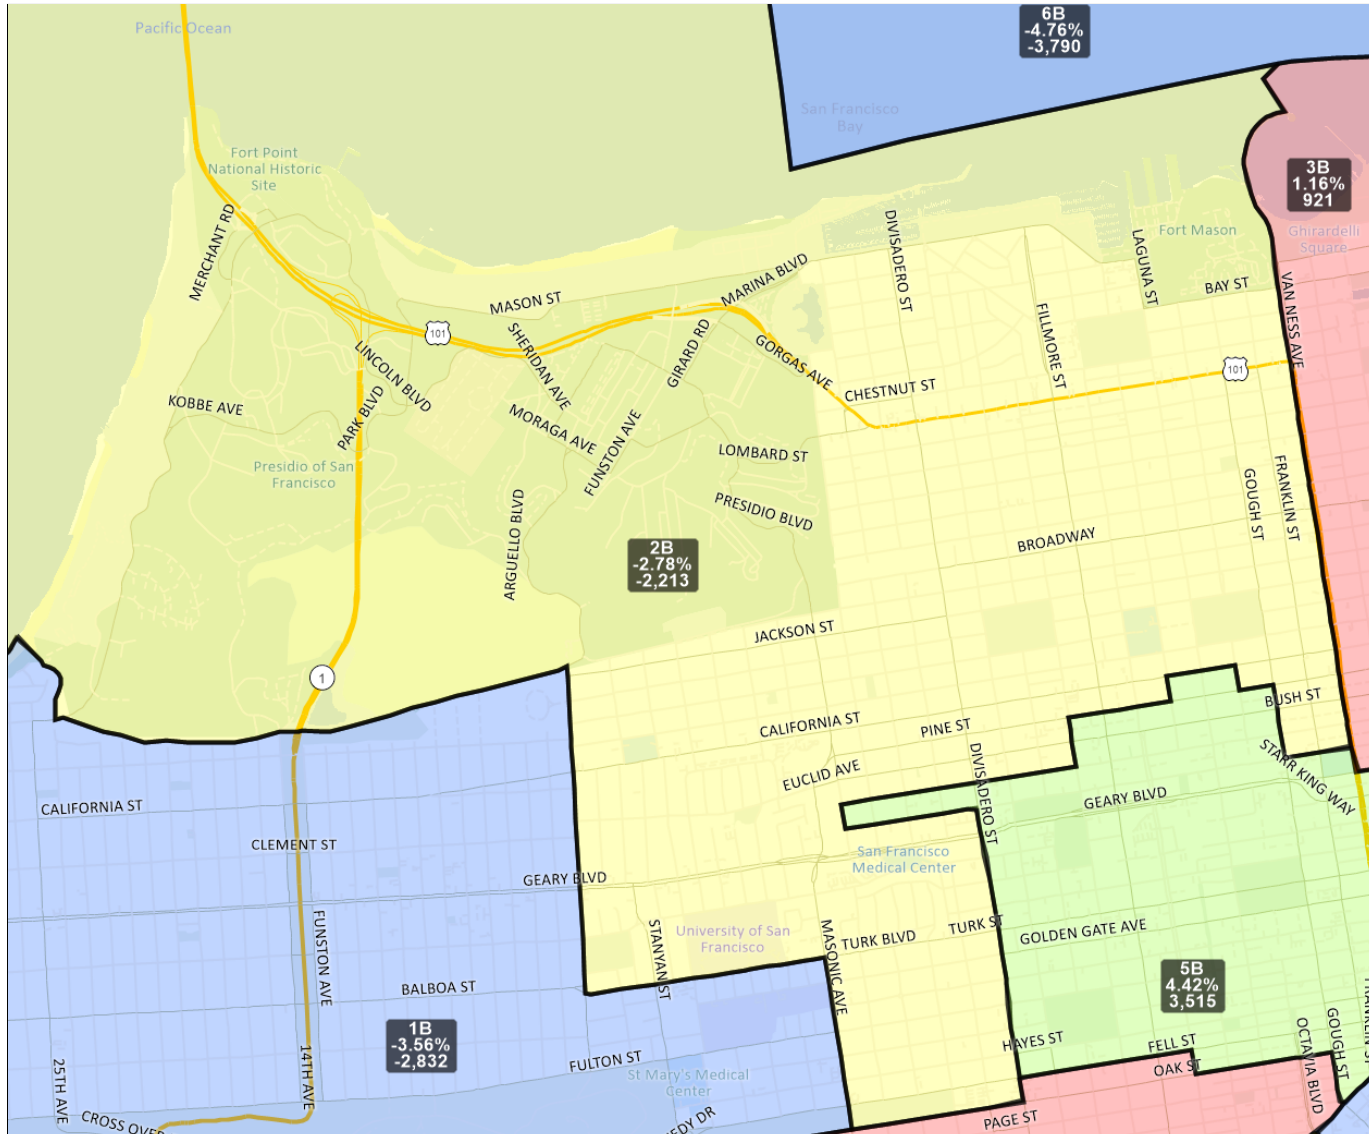 Pacific Ocean
6B
-4.76%
-3,790
San Francisco
Bay
Fort Point
National Historic
Site
3B
1.16%
921
MERCHANT RD
DIVISADERO ST
Fort Mason
Ghirardelli
Square
LAGUNA ST
MARINA BLVD
BAY ST
VAN NESS AVE
MASON ST
101
SHERIDAN AVE
GIRARD RD
GORGAS AVE
FILLMORE ST
LINCOLN BLVD
101
CHESTNUT ST
KOBBE AVE
PARK BLVD
MORAGA AVE
FUNSTON AVE
LOMBARD ST
Presidio of San
Francisco
GOUGH ST
FRANKLIN ST
ARGUELLO BLVD
PRESIDIO BLVD
BROADWAY
2B
-2.78%
-2,213
JACKSON ST
1
BUSH ST
CALIFORNIA ST
PINE ST
STARR KING WAY
EUCLID AVE
DIVISADERO ST
GEARY BLVD
CALIFORNIA ST
CLEMENT ST
San Francisco
Medical Center
GEARY BLVD
FUNSTON AVE
STANYAN ST
University of San
Francisco
MASONIC AVE
TURK BLVD
TURK ST
GOLDEN GATE AVE
5B
4.42%
3,515
BALBOA ST
1B
-3.56%
-2,832
HAYES ST
FELL ST
OAK ST
OCTAVIA BLVD
GOUGH ST
FRANKLIN ST
25TH AVE
14TH AVE
FULTON ST
St Mary's Medical
Center
CROSS OVER
EDY DR
PAGE ST